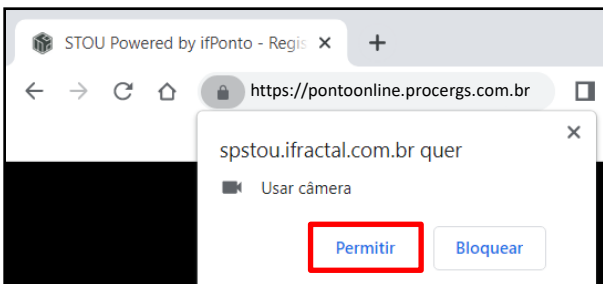 STOU Powered by ifPonto - Regis
https://pontoonline.procergs.com.br
spstou.ifractal.com.br quer
Usar câmera
Permitir
Bloquear